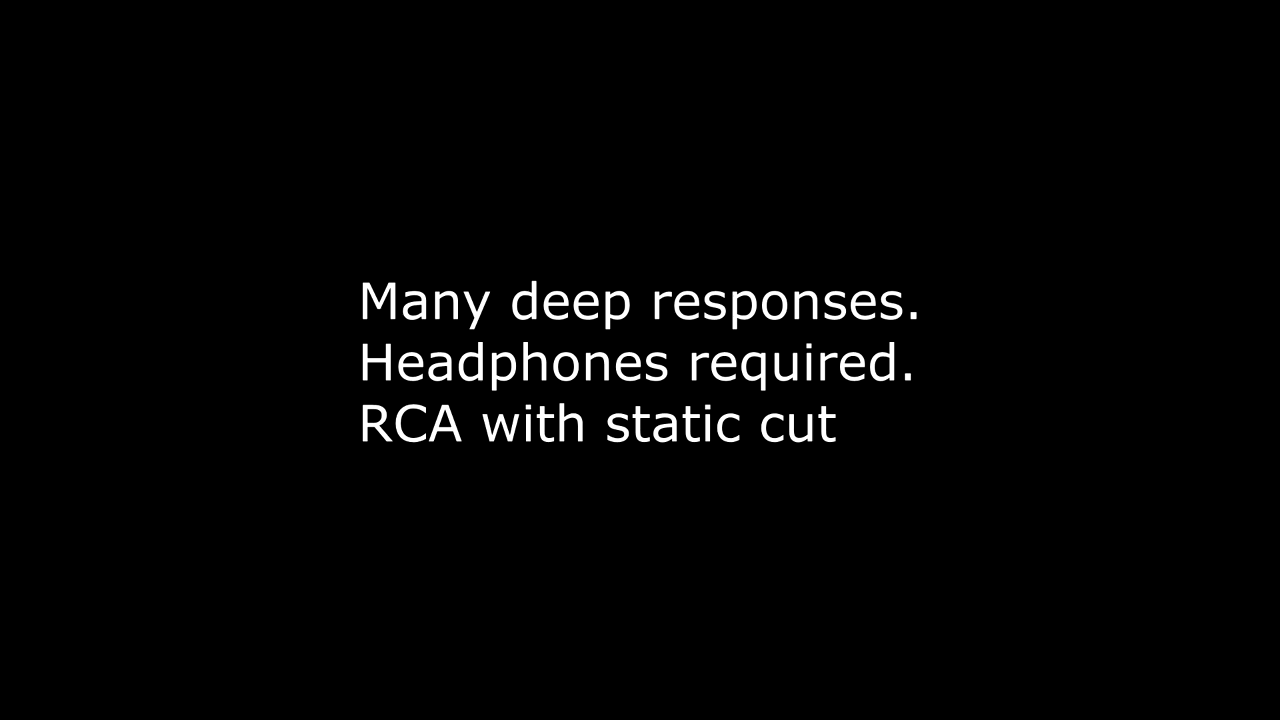 Many deep responses.
Headphones required.
RCA with static cut